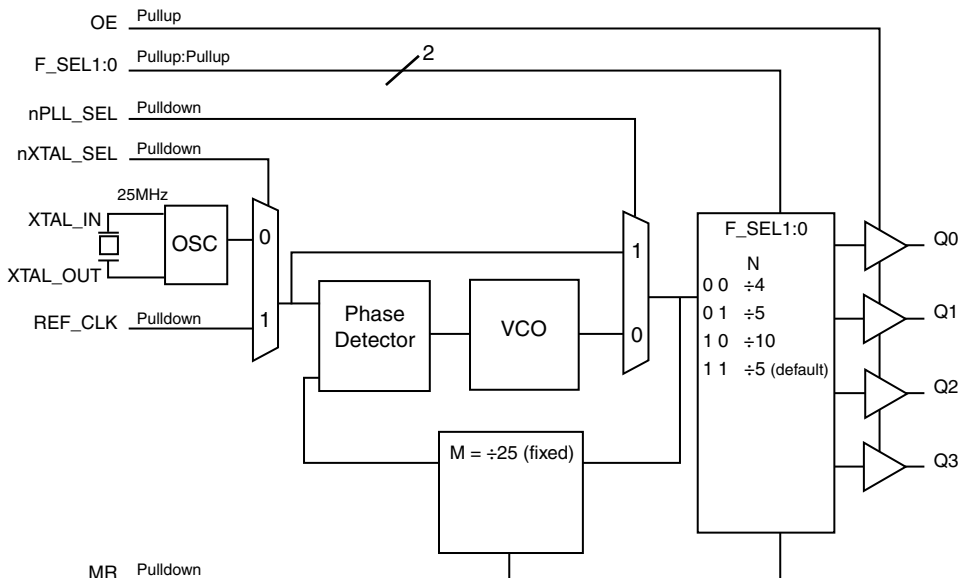 OE Pullup
F_SEL1:0 Pullup:Pullup
2
nPLL_SEL Pulldown
nXTAL_SEL Pulldown
25MHz
XTAL_IN
OSC
XTAL_OUT
REF_CLK Pulldown
0
1
Phase
Detector
VCO
1
0
M = ÷25 (fixed)
F_SEL1:0
N
0 0 ÷4
0 1 ÷5
1 0 ÷10
1 1 ÷5 (default)
Q0
Q1
Q2
Q3
MR Pulldown